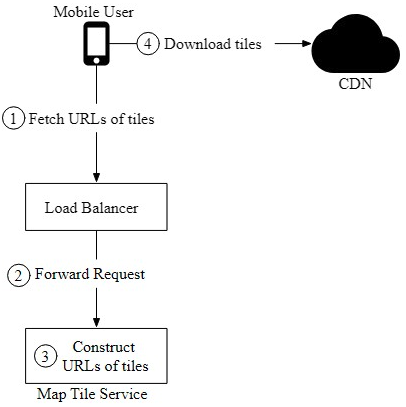 Mobile User
4 Download tiles
CDN
1 Fetch URLs of tiles
Load Balancer
2 Forward Request
3 Construct
URLs of tiles
Map Tile Service